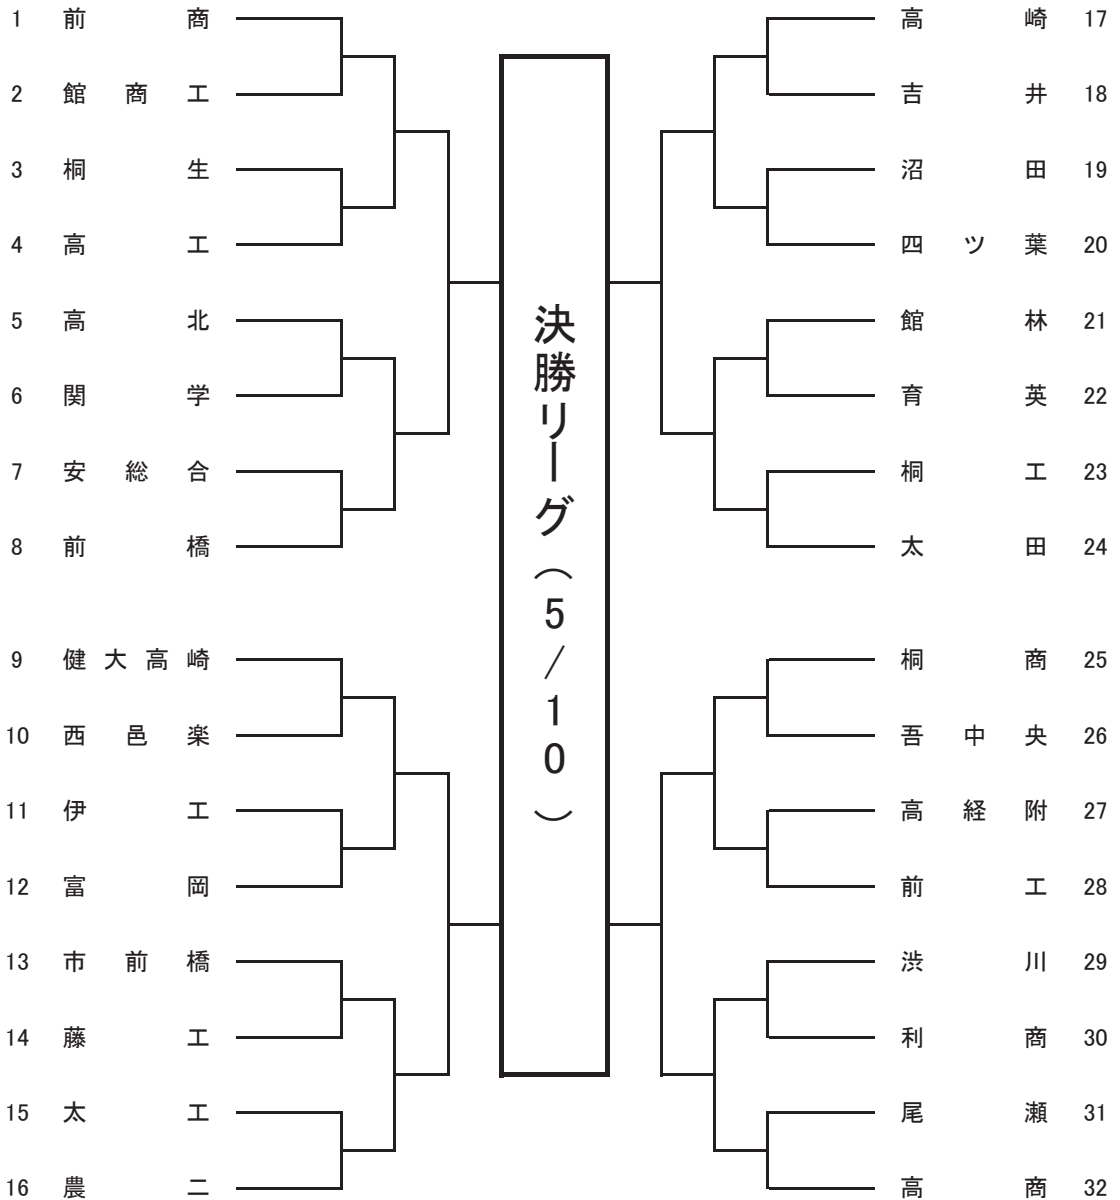 1 前商
2 館商工
3 桐生
4 高工
5 高北
6 関学
7 安総合
8 前橋
9 健大高崎
10 西邑楽
11 伊工
12 富岡
13 市前橋
14 藤工
15 太工
16 農二
決勝リーグ(5/10)
高崎 17
吉井 18
沼田 19
四ツ葉 20
館林 21
育英 22
桐工 23
太田 24
桐商 25
吾中央 26
高経附 27
前工 28
渋川 29
利商 30
尾瀬 31
高商 32